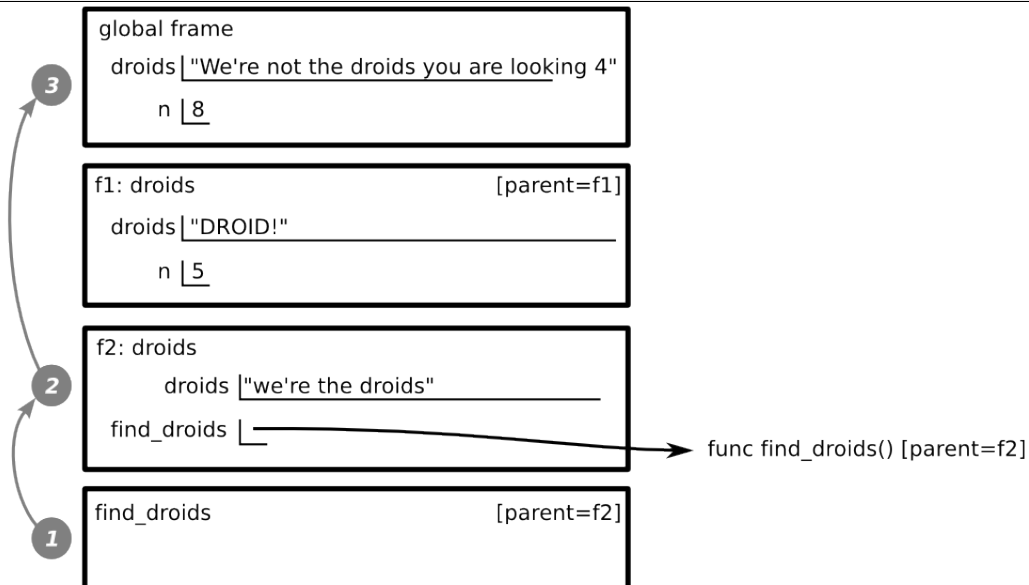 global frame
droids "We're not the droids you are looking 4"
3
n 8
f1: droids [parent=f1]
droids "DROID!"
n 5
f2: droids
2 droids "we're the droids"
find_droids
func find_droids() [parent=f2]
find_droids [parent=f2]
1